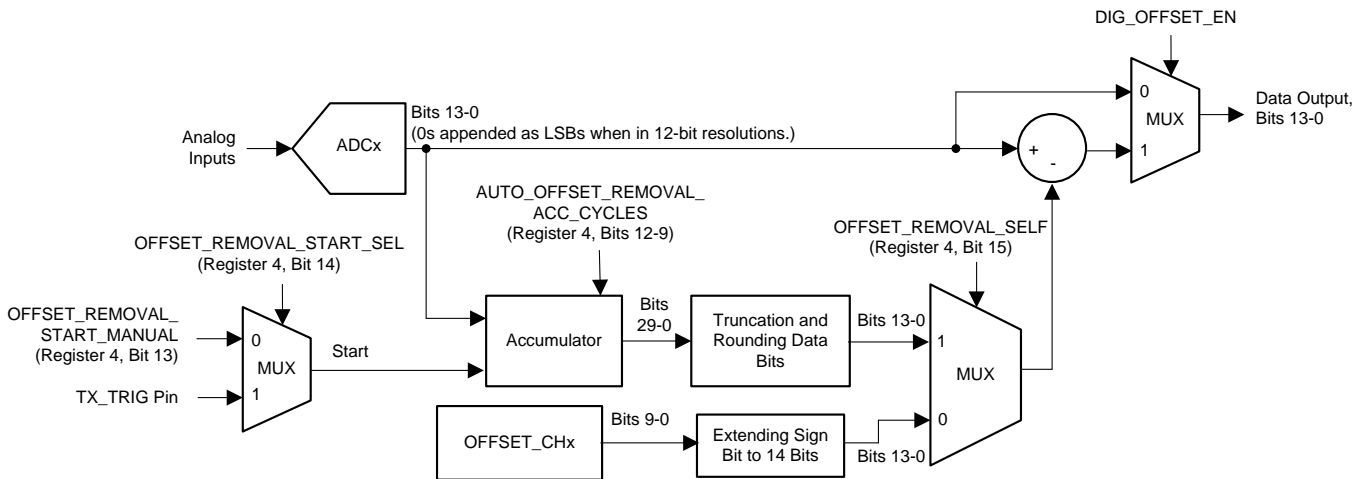 DIG_OFFSET_EN
0
MUX
1
Data Output,
Bits 13-0
Analog
Inputs
ADCx
Bits 13-0
(0s appended as LSBs when in 12-bit resolutions.)
+
-
AUTO_OFFSET_REMOVAL_
ACC_CYCLES
(Register 4, Bits 12-9)
OFFSET_REMOVAL_SELF
(Register 4, Bit 15)
OFFSET_REMOVAL_START_SEL
(Register 4, Bit 14)
OFFSET_REMOVAL_
START_MANUAL
(Register 4, Bit 13)
TX_TRIG Pin
0
MUX
1
Start
Accumulator
Bits
29-0
Truncation and
Rounding Data
Bits
Bits 13-0
1
MUX
0
OFFSET_CHx
Bits 9-0
Extending Sign
Bit to 14 Bits
Bits 13-0